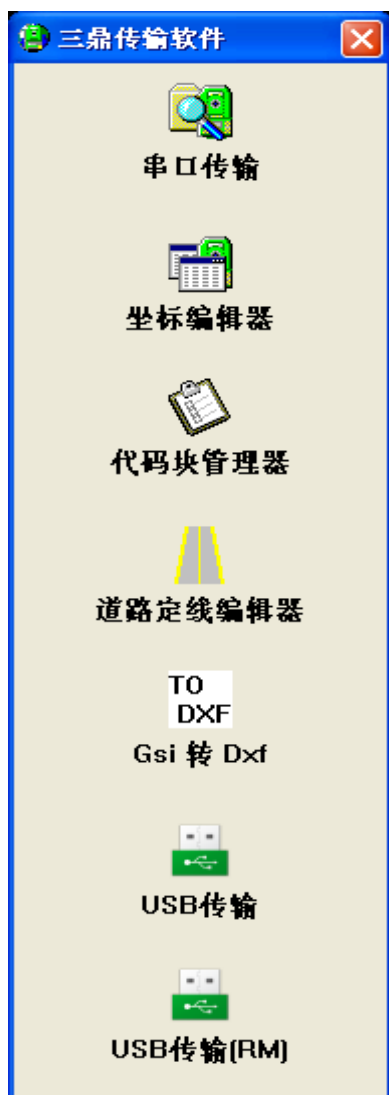 三鼎传输软件
串口传输
坐标编辑器
代码块管理器
道路定线编辑器
TO
DXF
Gsi 转 Dxf
USB传输
USB传输(RM)